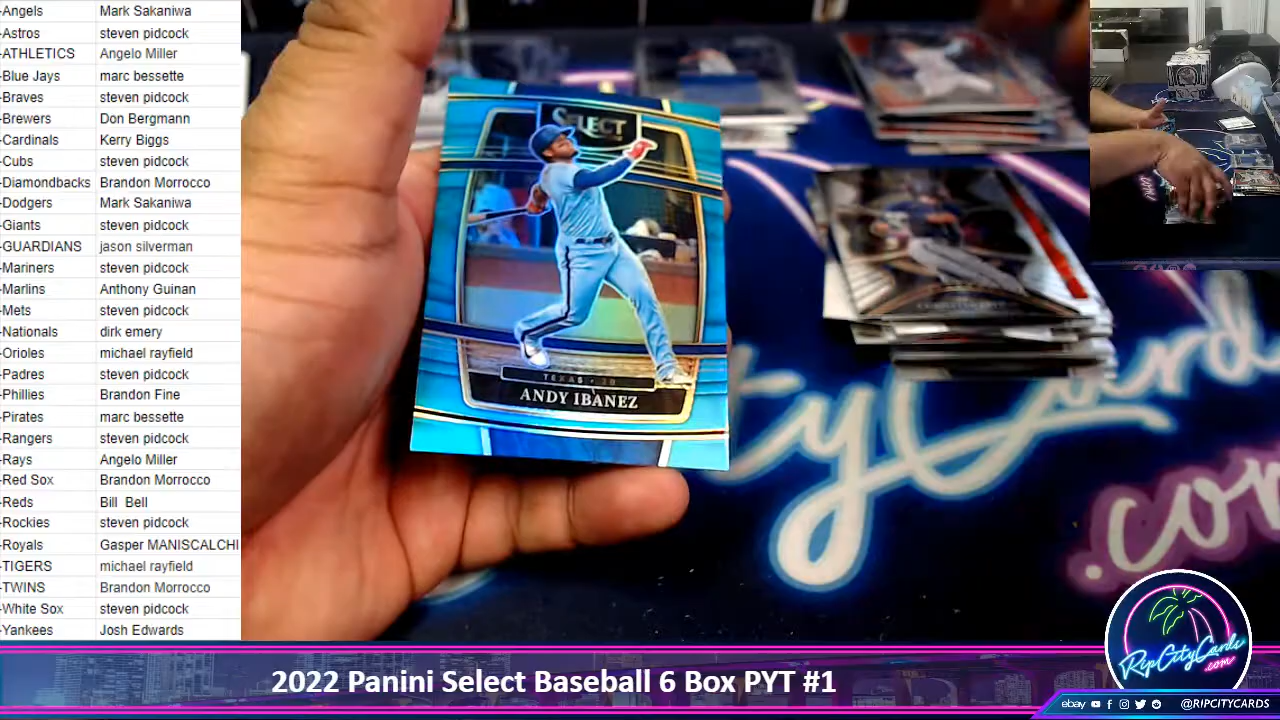 -Angels Mark Sakaniwa
-Astros steven pidcock
-ATHLETICS Angelo Miller
-Blue Jays marc bessette
-Braves steven pidcock
-Brewers Don Bergmann
-Cardinals Kerry Biggs
-Cubs steven pidcock
-Diamondbacks Brandon Morrocco
-Dodgers Mark Sakaniwa
-Giants steven pidcock
-GUARDIANS jason silverman
-Mariners steven pidcock
-Marlins Anthony Guinan
-Mets steven pidcock
-Nationals dirk emery
-Orioles michael rayfield
-Padres steven pidcock
-Phillies Brandon Fine
-Pirates marc bessette
-Rangers steven pidcock
-Rays Angelo Miller
-Red Sox Brandon Morrocco
-Reds Bill Bell
-Rockies steven pidcock
-Royals Gasper MANISCALCHI
-TIGERS michael rayfield
-TWINS Brandon Morrocco
-White Sox steven pidcock
-Yankees Josh Edwards
SELECT
TEXAS • 2B
ANDY IBANEZ
.com
RipCityCards
.com
2022 Panini Select Baseball 6 Box PYT #1
ebay @RIPCITYCARDS